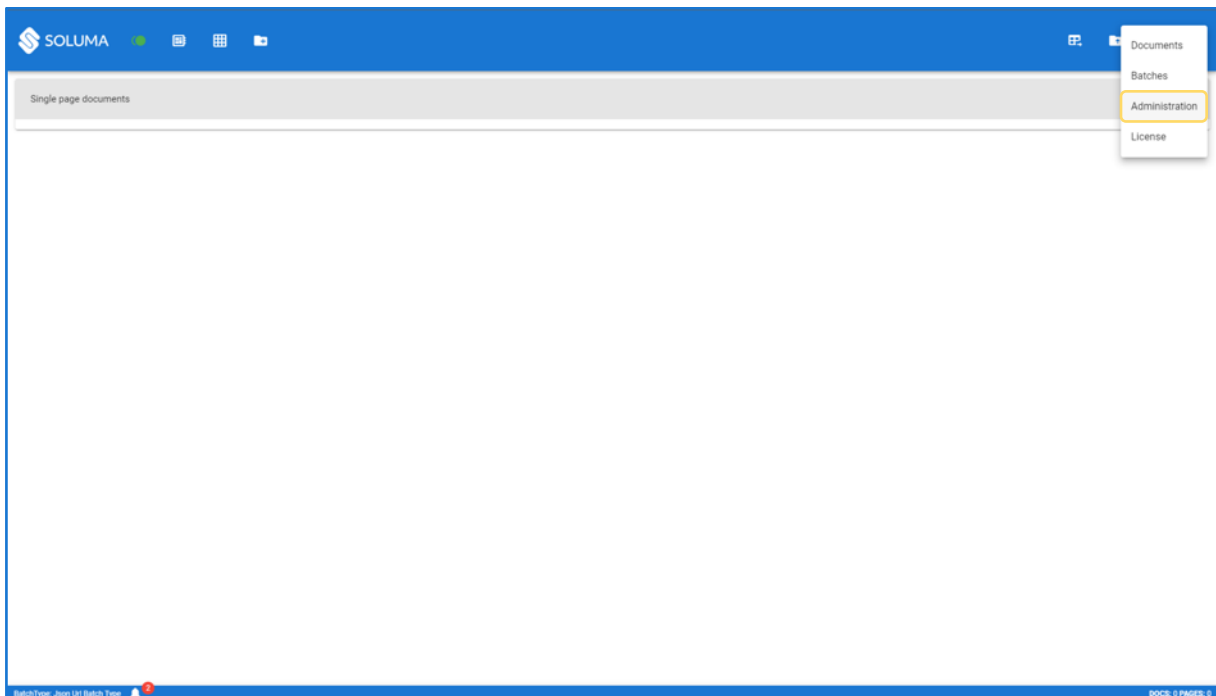 SOLUMA
Documents
Batches
Administration
License
Single page documents
BatchType: Json Url Batch Type
2
DOCS: 0 PAGES: 0